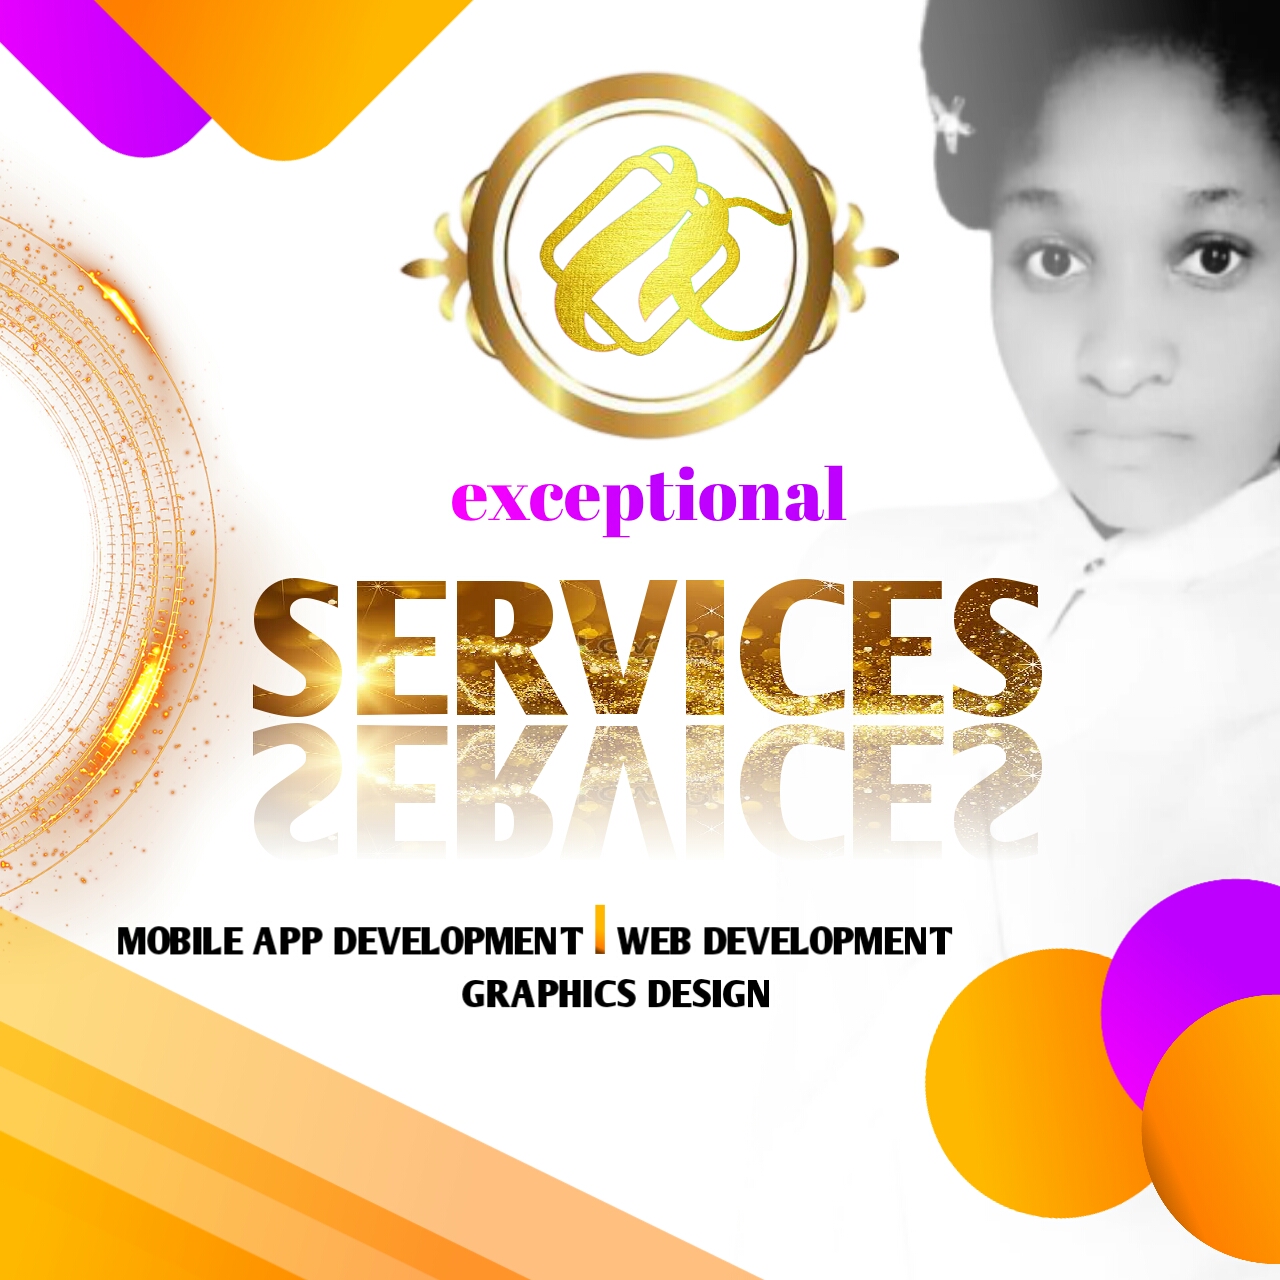 exceptional
SERVICES
MOBILE APP DEVELOPMENT | WEB DEVELOPMENT
GRAPHICS DESIGN